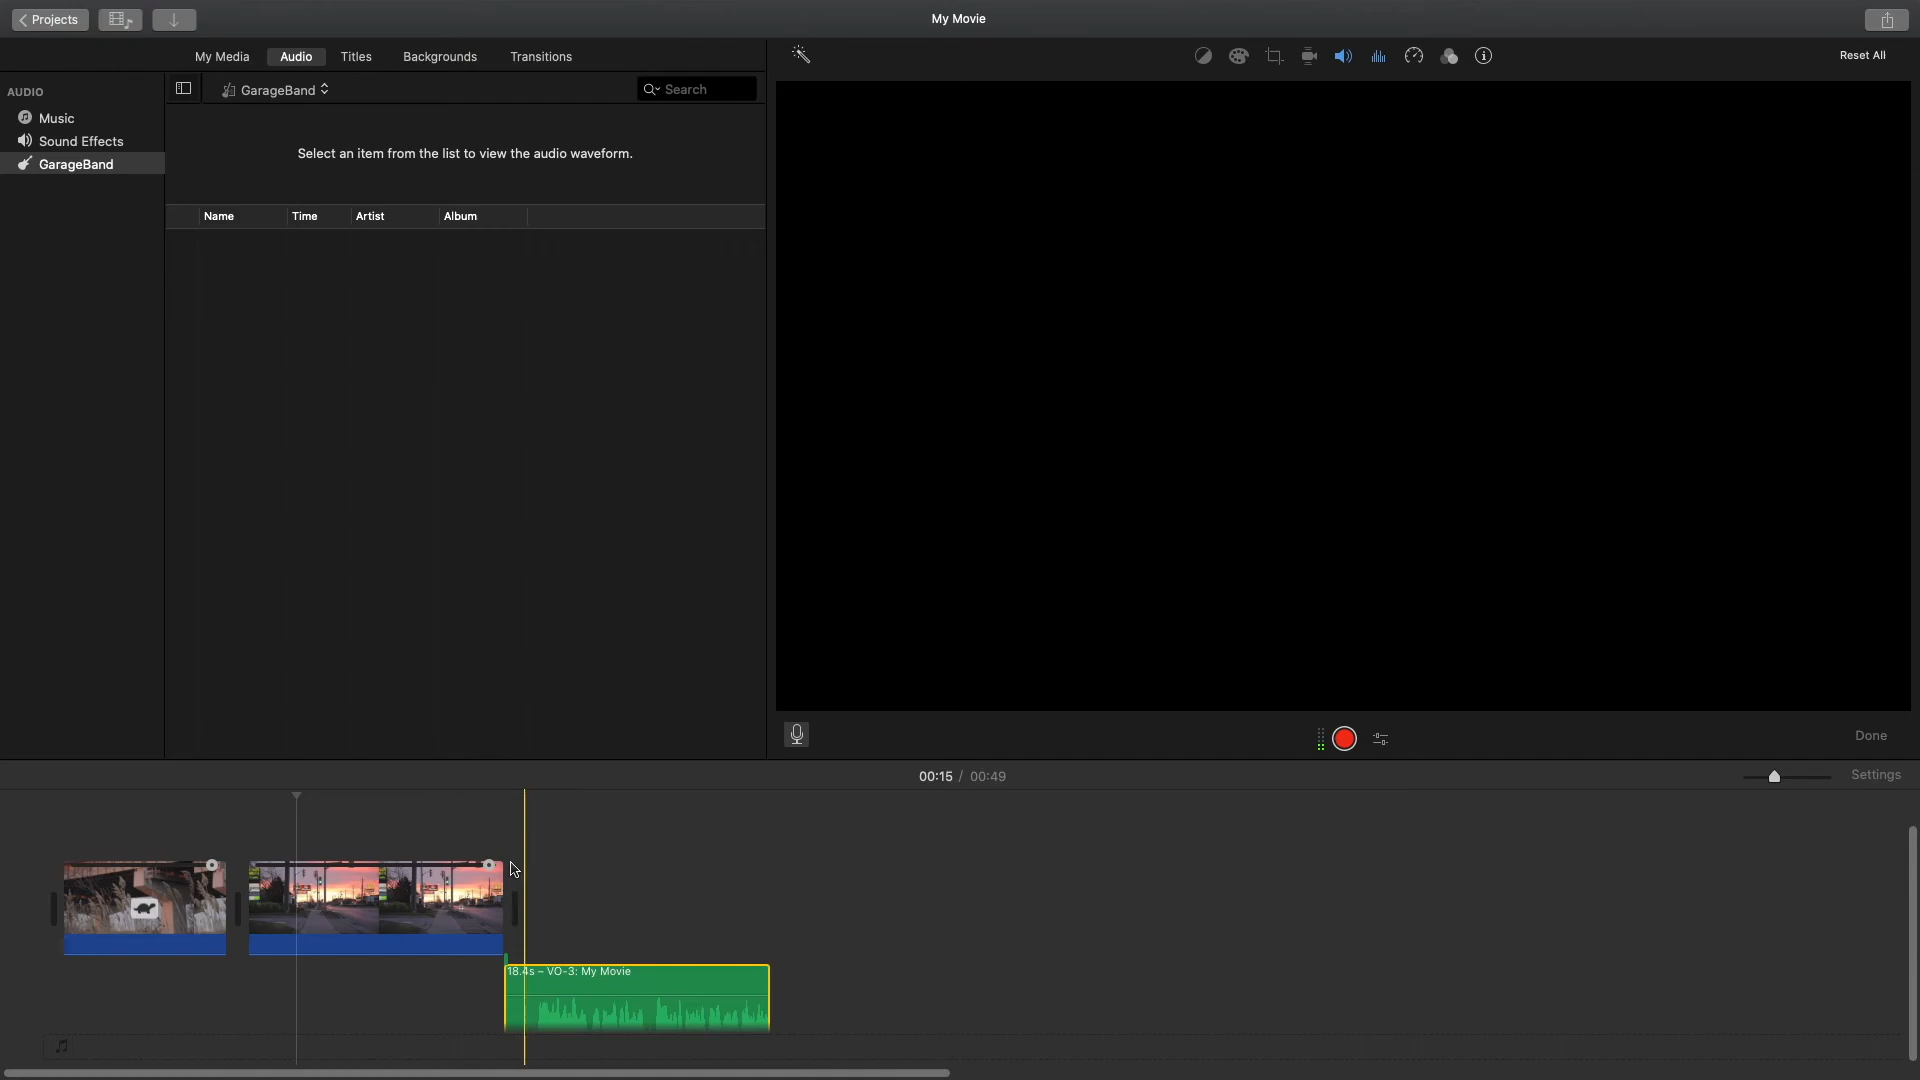 Projects
My Movie
My Media
Audio
Titles
Backgrounds
Transitions
Reset All
AUDIO
GarageBand
Search
Music
Sound Effects
GarageBand
Select an item from the list to view the audio waveform.
Name
Time
Artist
Album
Done
00:15 / 00:49
Settings
18.4s – VO-3: My Movie